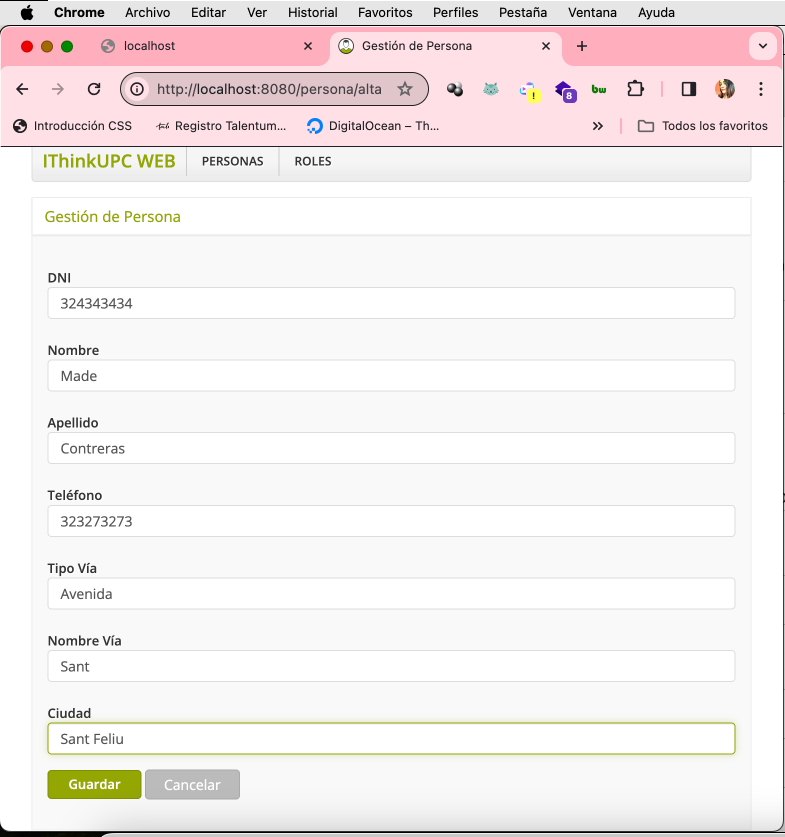 Chrome Archivo Editar Ver Historial Favoritos Perfiles Pestaña Ventana Ayuda
localhost Gestión de Persona
http://localhost:8080/persona/alta ! 8 bw
Introducción CSS Registro Talentum... DigitalOcean – Th... Todos los favoritos
IThinkUPC WEB PERSONAS ROLES
Gestión de Persona
DNI
324343434
Nombre
Made
Apellido
Contreras
Teléfono
323273273
Tipo Vía
Avenida
Nombre Vía
Sant
Ciudad
Sant Feliu
Guardar Cancelar